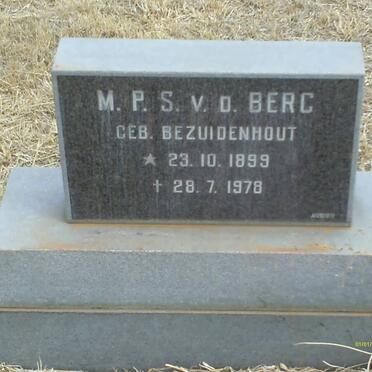 M. P. S. v. d. BERG
GEB. BEZUIDENHOUT
★ 23. 10. 1899
✝ 28. 7. 1978